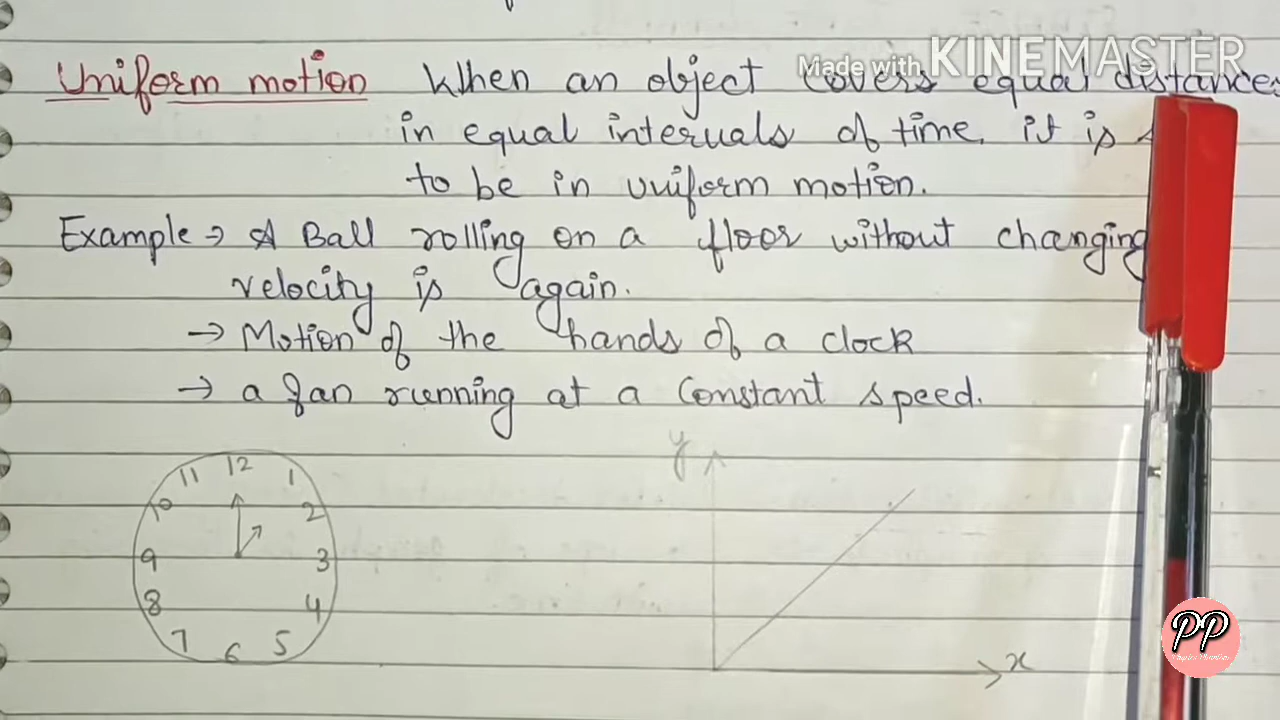 Made with KINEMASTER
Uniform motion When an object covers equal distances
in equal intervals of time, it is
to be in uniform motion.
Example → A Ball rolling on a floor without changing
velocity is again.
→ Motion of the hands of a clock
→ a fan running at a Constant speed.
y
12
11 1
10 2
9 3
8 4
7 5
6
x
PP